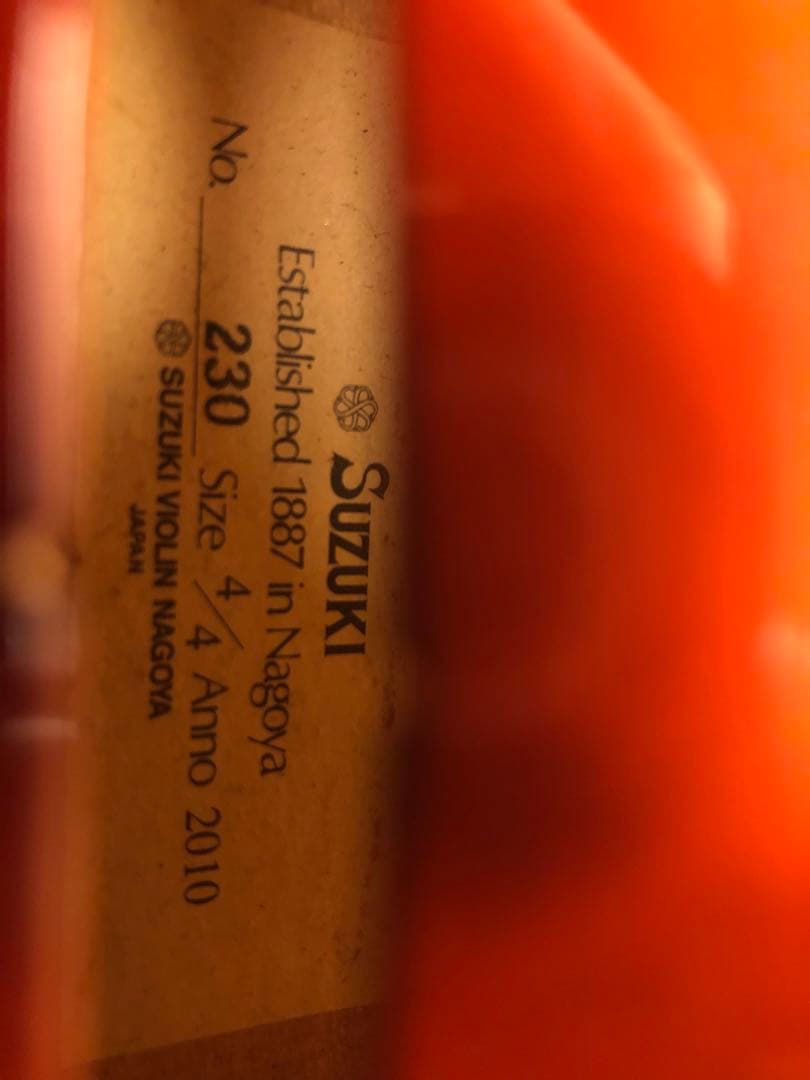 SUZUKI
Established 1887 in Nagoya
No. 230 Size 4/4 Anno 2010
SUZUKI VIOLIN NAGOYA
JAPAN